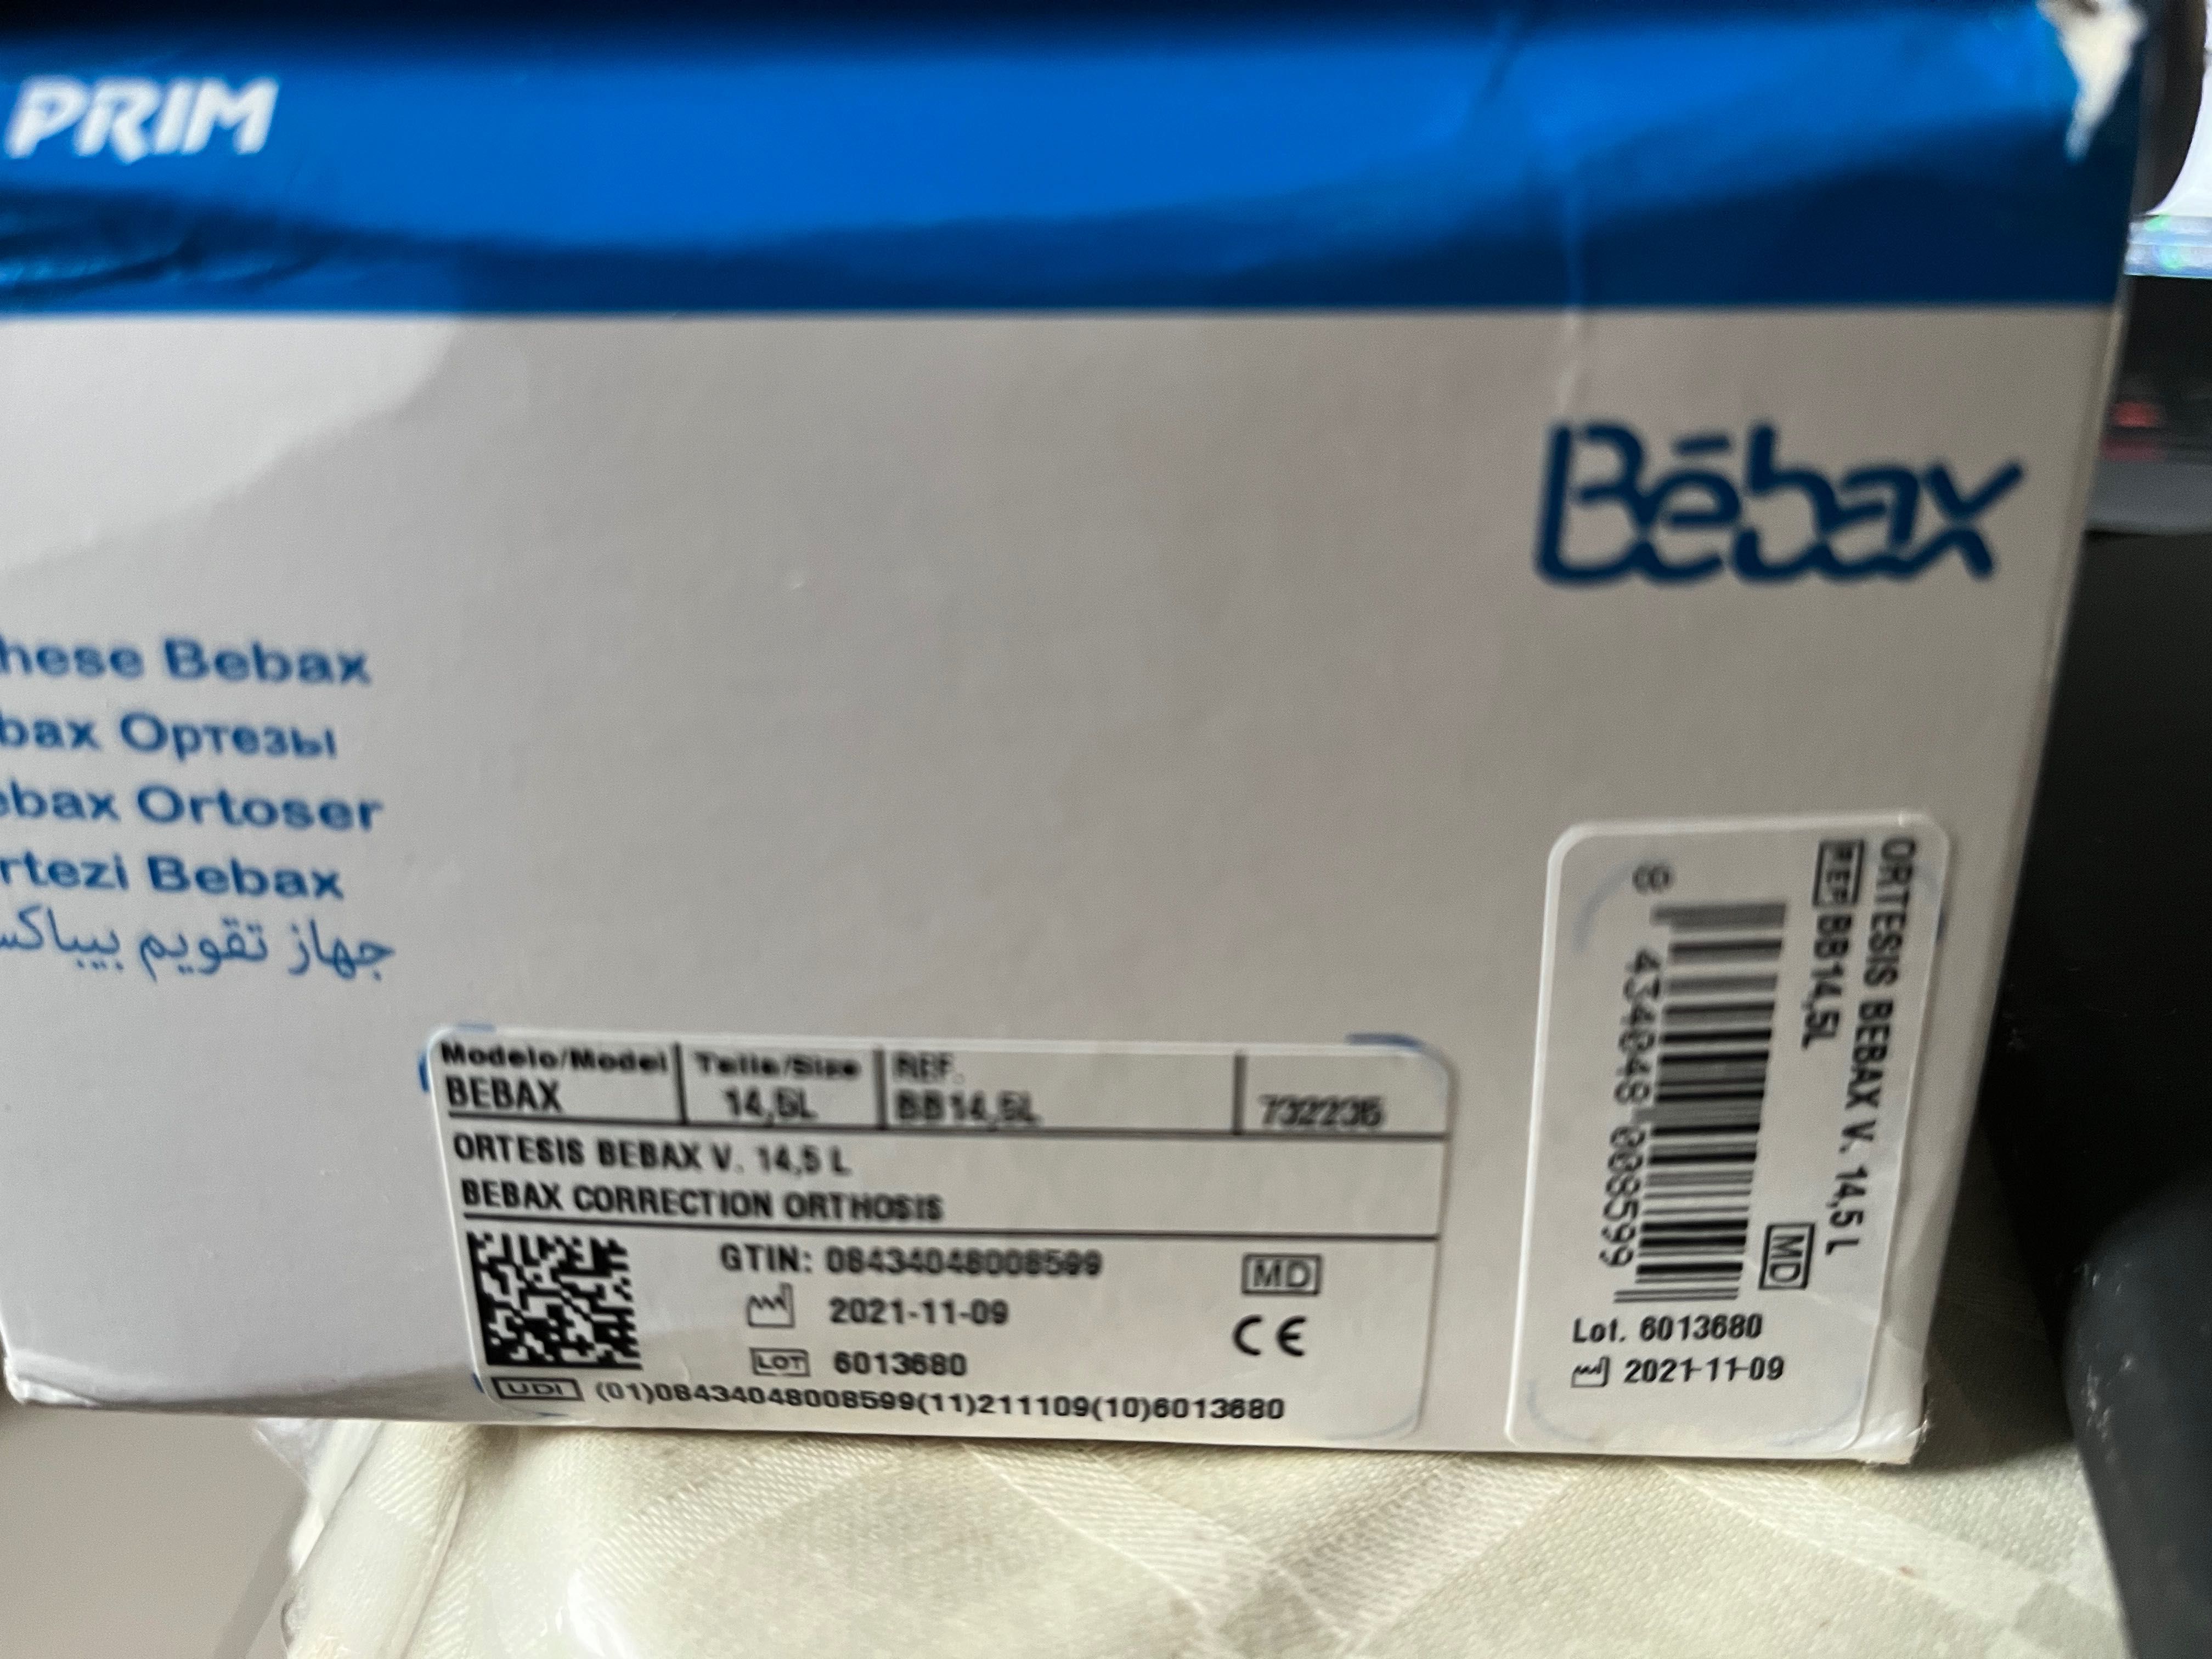 PRIM
Bébax
hese Bebax
bax Ортезы
ebax Ortoser
rtezi Bebax
جهاز تقويم بيباكس
Modelo/Model Talla/Size REF.
BEBAX 14,5L BB14,5L 732235
ORTESIS BEBAX V. 14,5 L
BEBAX CORRECTION ORTHOSIS
GTIN: 08434048008599 MD
2021-11-09
CE
LOT 6013680
UDI (01)08434048008599(11)211109(10)6013680
ORTESIS BEBAX V. 14,5 L
REF BB14,5L
MD
8 434048 008599
Lot. 6013680
2021-11-09